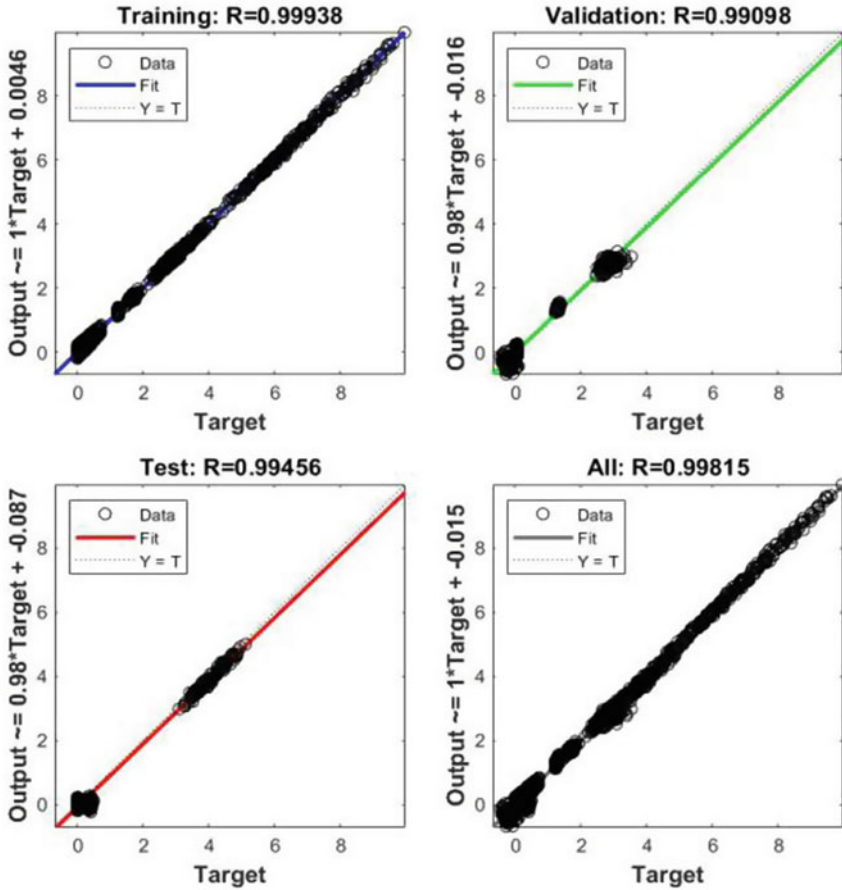 Training: R=0.99938
Output ~= 1*Target + 0.0046
Data
Fit
Y = T
8
6
4
2
0
0 2 4 6 8
Target
Validation: R=0.99098
Output ~= 0.98*Target + -0.016
Data
Fit
Y = T
8
6
4
2
0
0 2 4 6 8
Target
Test: R=0.99456
Output ~= 0.98*Target + -0.087
Data
Fit
Y = T
8
6
4
2
0
0 2 4 6 8
Target
All: R=0.99815
Output ~= 1*Target + -0.015
Data
Fit
Y = T
8
6
4
2
0
0 2 4 6 8
Target